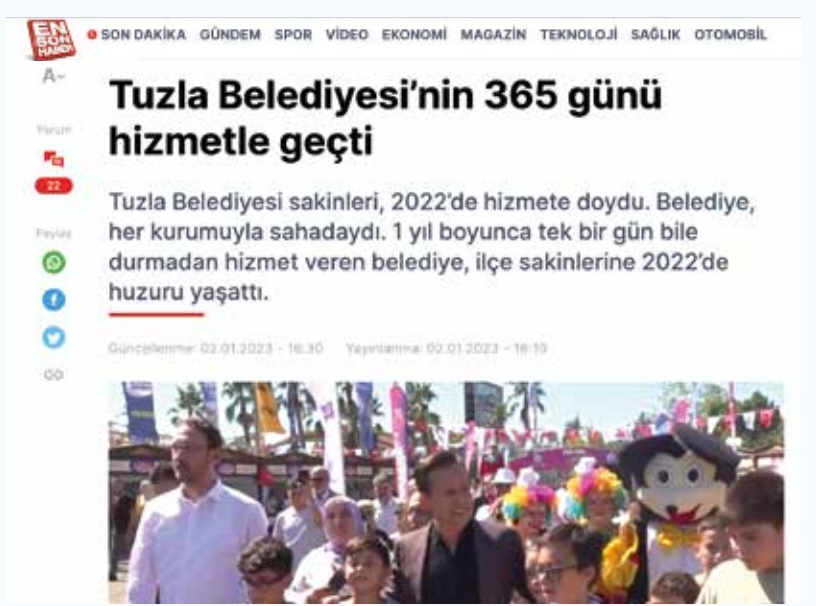 EN SON HABER
SON DAKİKA GÜNDEM SPOR VİDEO EKONOMİ MAGAZİN TEKNOLOJİ SAĞLIK OTOMOBİL
A-
Yorum
22
Paylaş
Tuzla Belediyesi’nin 365 günü
hizmetle geçti
Tuzla Belediyesi sakinleri, 2022’de hizmete doydu. Belediye,
her kurumuyla sahadaydı. 1 yıl boyunca tek bir gün bile
durmadan hizmet veren belediye, ilçe sakinlerine 2022’de
huzuru yaşattı.
Güncellenme: 02.01.2023 - 16:30 Yayınlanma: 02.01.2023 - 16:10